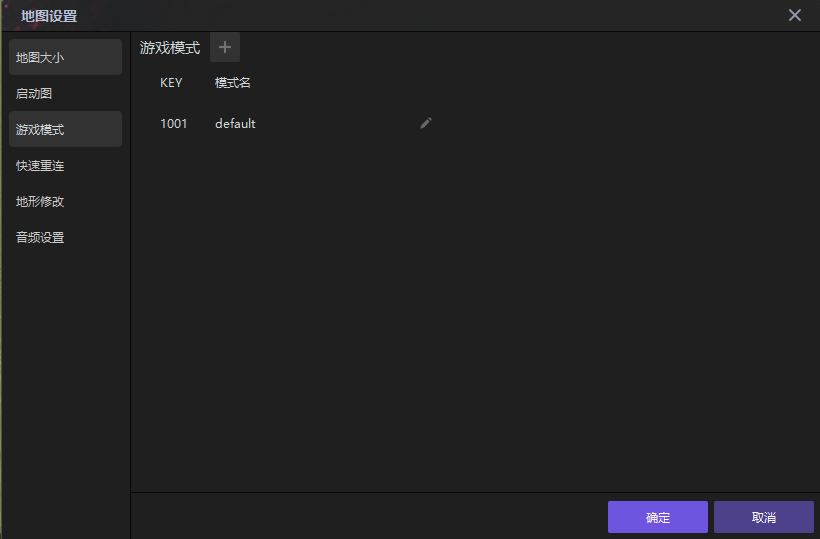 地图设置
地图大小
启动图
游戏模式
快速重连
地形修改
音频设置
游戏模式
KEY 模式名
1001 default
确定 取消